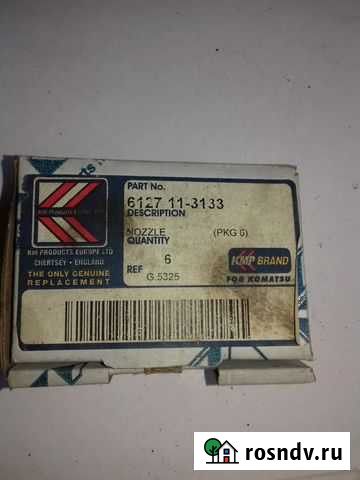 PART No.
6127 11-3133
DESCRIPTION
NOZZLE (PKG 6)
QUANTITY
6
REF
G.5325
KM PRODUCTS EUROPE LTD
CHERTSEY - ENGLAND
THE ONLY GENUINE
REPLACEMENT
KMP BRAND
FOR KOMATSU
rosndv.ru